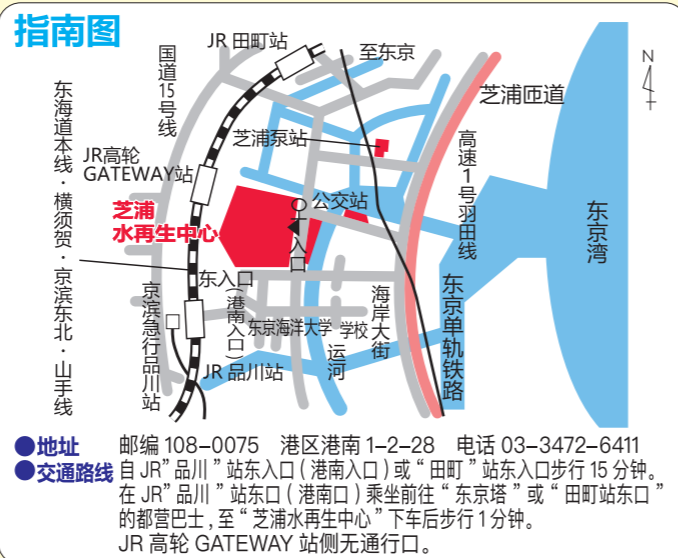 指南图
JR 田町站
至东京
N
国道15号线
芝浦匝道
东海道本线·横须贺·京滨东北·山手线
芝浦泵站
高速1号羽田线
JR高轮
GATEWAY站
公交站
芝浦
水再生中心
入口
东京湾
东入口
(港南入口)
京滨急行品川站
东京海洋大学
学校
运河
海岸大街
东京单轨铁路
JR 品川站
●地址 邮编 108–0075 港区港南 1–2–28 电话 03–3472–6411
●交通路线 自 JR”品川”站东入口(港南入口)或“田町”站东入口步行 15 分钟。
在 JR”品川”站东口(港南口)乘坐前往“东京塔”或“田町站东口”
的都营巴士,至“芝浦水再生中心”下车后步行1分钟。
JR 高轮 GATEWAY 站侧无通行口。